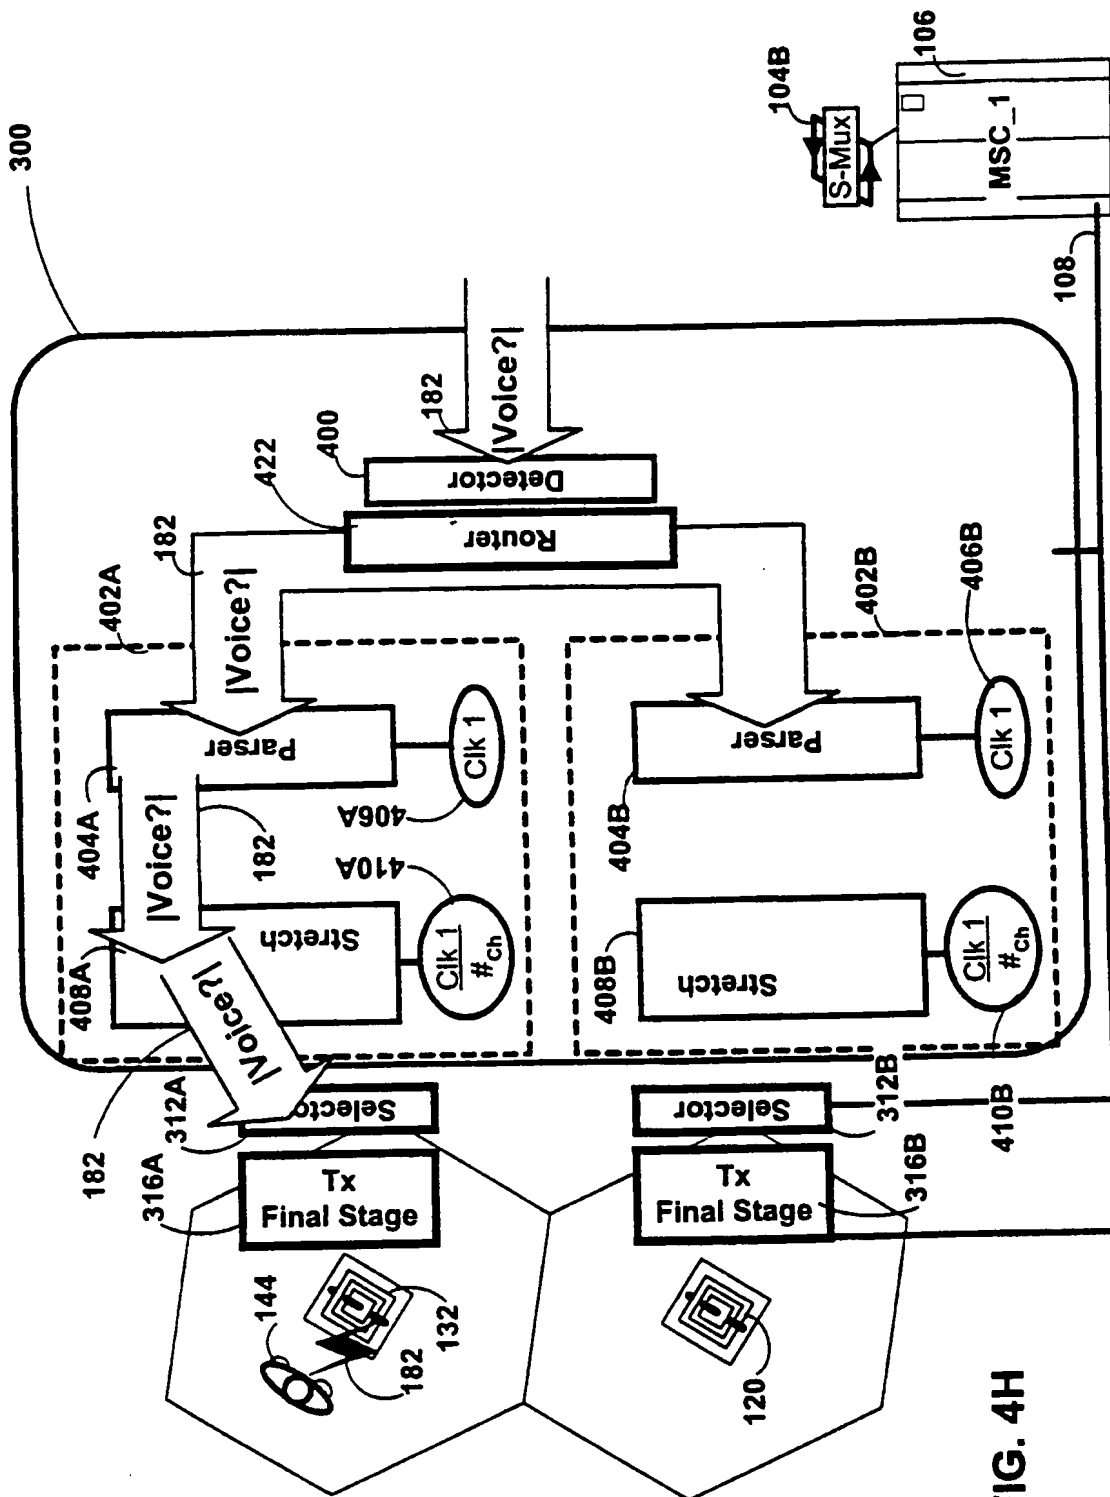 300
104B
106
S-Mux
MSC_1
108
182
|Voice?|
400
Detector
422
Router
182
|Voice?|
402A
402B
404A
Parser
406A
Clk 1
|Voice?|
182
404B
Parser
406B
Clk 1
408A
Stretch
410A
Clk 1
#Ch
182
|Voice?|
408B
Stretch
410B
Clk 1
#Ch
312A
Selector
312B
Selector
316A
Tx
Final Stage
316B
Tx
Final Stage
144
132
182
120
IG. 4H